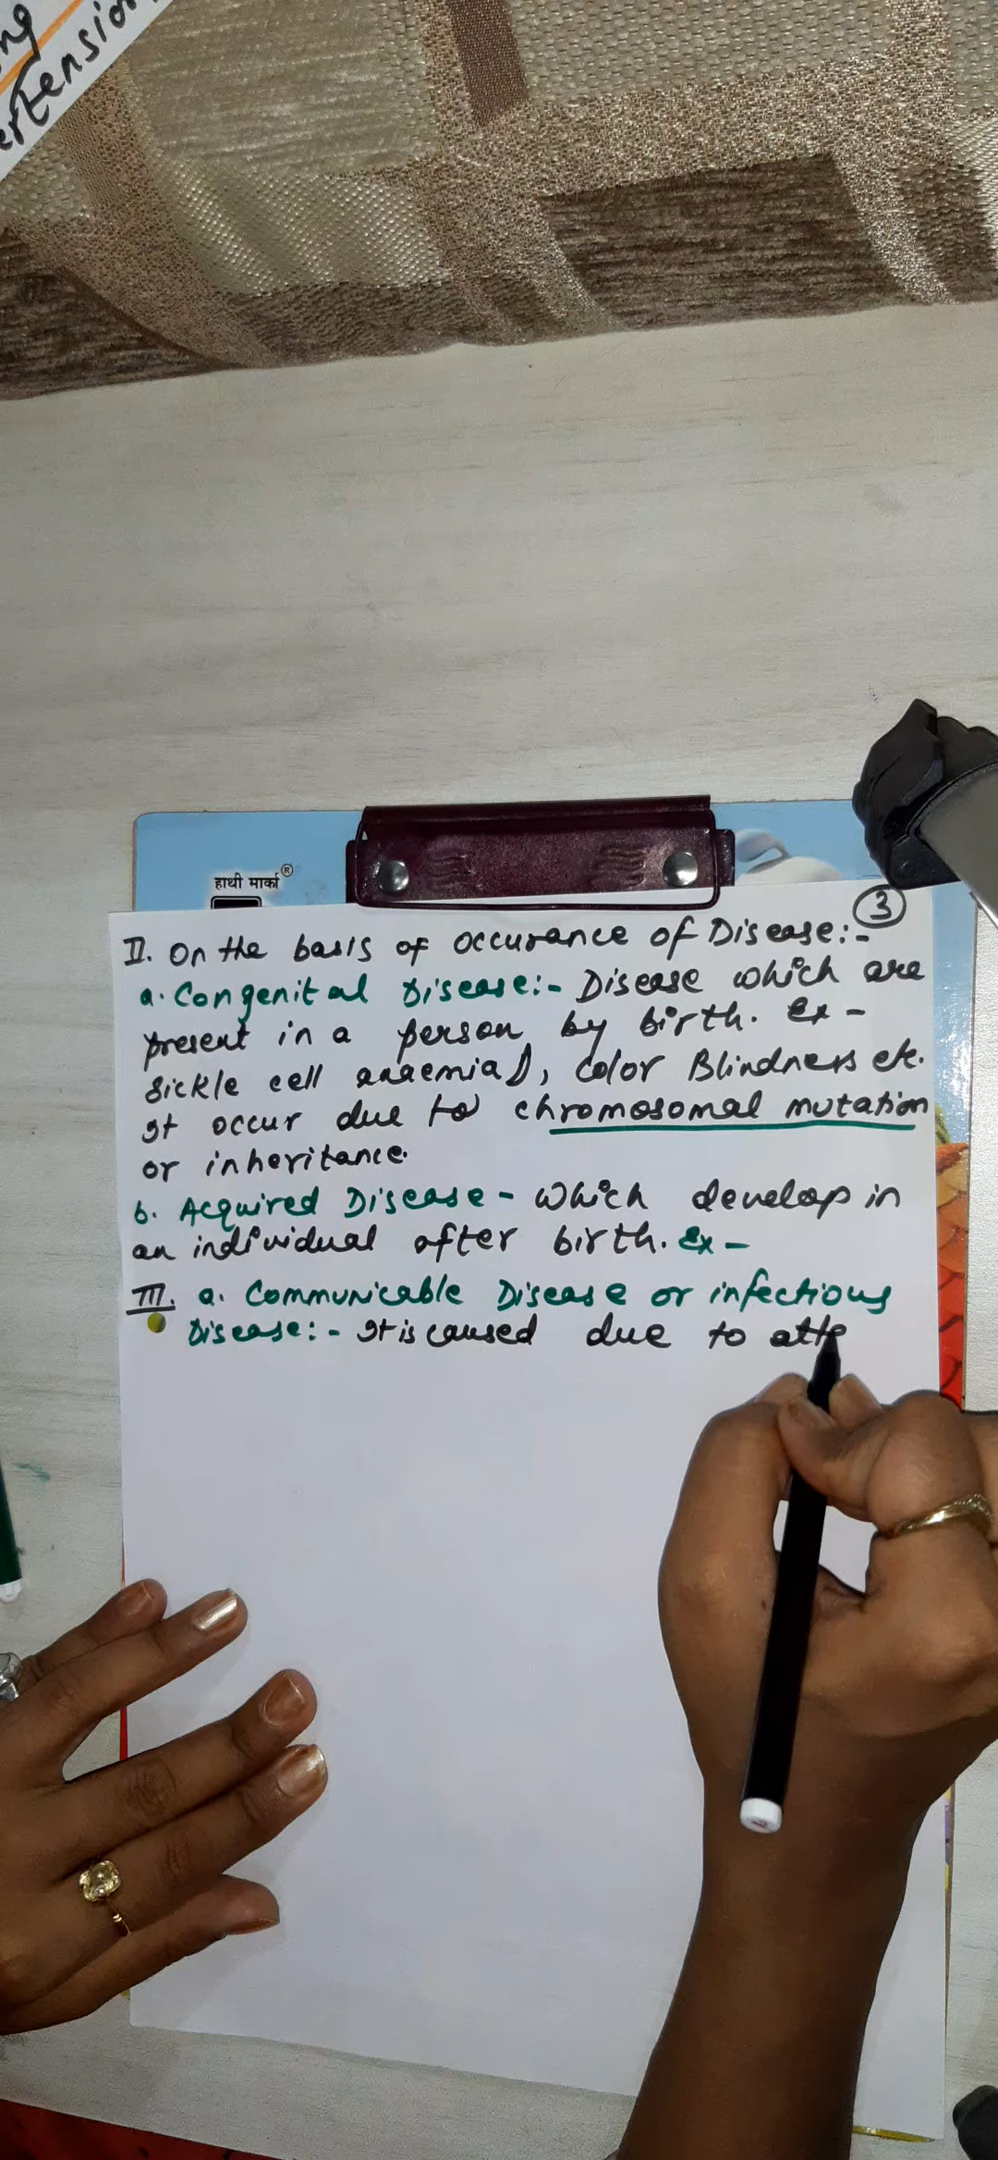 ng
ertension
हाथी मार्का®
3
II. On the basis of occurance of Disease:-
a. Congenital Disease:- Disease which are
present in a person by birth. Ex -
Sickle cell anaemia, Color Blindness etc.
It occur due to chromosomal mutation
or inheritance.
b. Acquired Disease - Which develop in
an individual after birth. Ex -
III. a. Communicable Disease or infectious
Disease:- It is caused due to atte